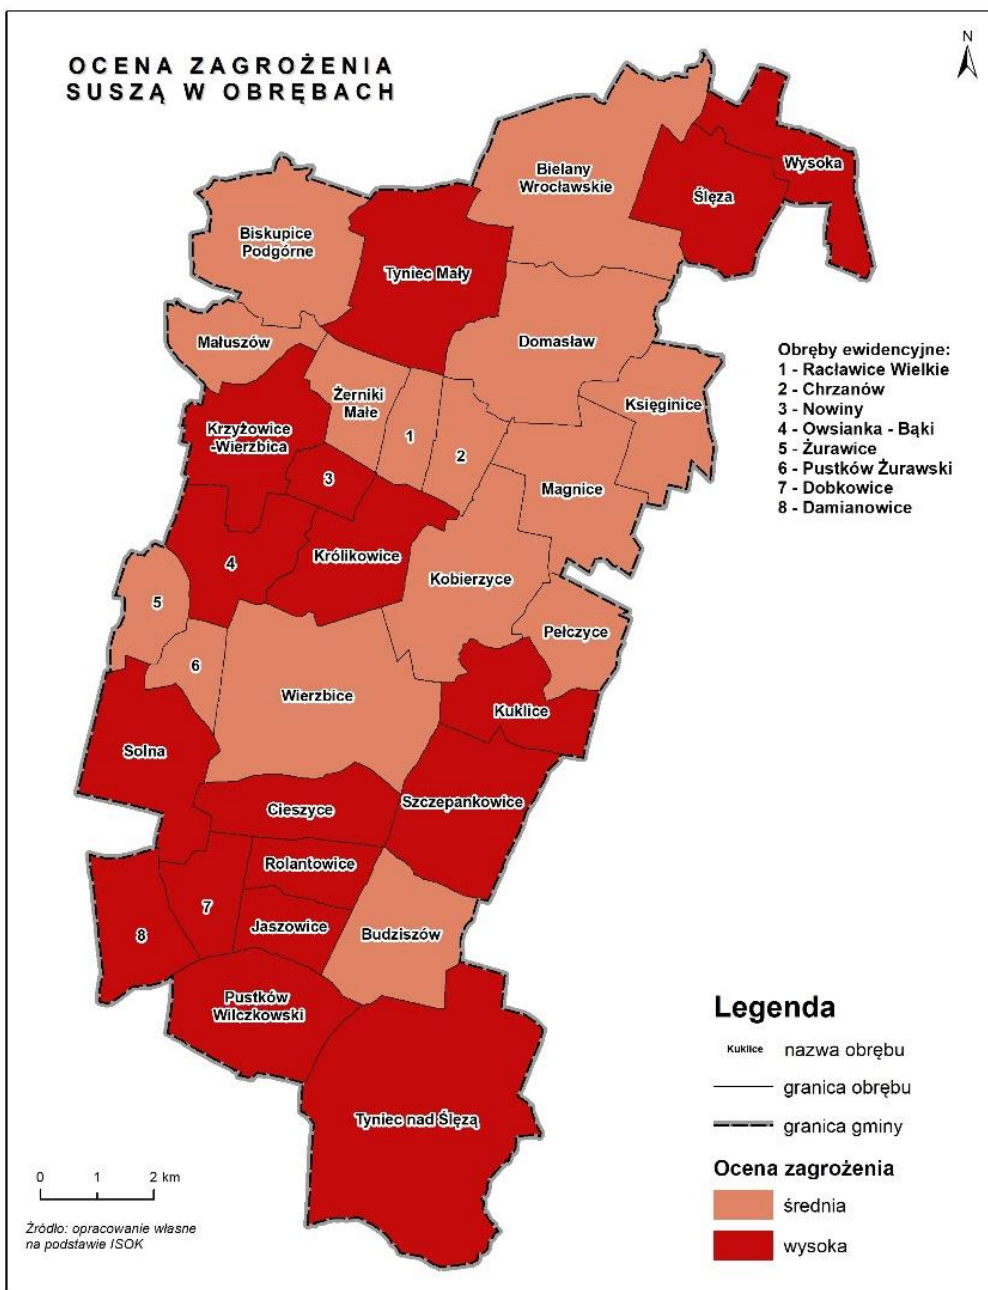 OCENA ZAGROŻENIA
SUSZĄ W OBRĘBACH
N
Wysoka
Bielany
Wrocławskie
Ślęza
Biskupice
Podgórne
Tyniec Mały
Małuszów
Domasław
Obręby ewidencyjne:
1 - Racławice Wielkie
2 - Chrzanów
3 - Nowiny
4 - Owsianka - Bąki
5 - Żurawice
6 - Pustków Żurawski
7 - Dobkowice
8 - Damianowice
Żerniki
Małe
Księginice
Krzyżowice
-Wierzbica
1
2
3
Magnice
Królikowice
4
Kobierzyce
5
Pełczyce
6
Wierzbice
Kuklice
Solna
Szczepankowice
Cieszyce
Rolantowice
7
Jaszowice
8
Budziszów
Pustków
Wilczkowski
Tyniec nad Ślęzą
Legenda
Kuklice nazwa obrębu
granica obrębu
granica gminy
Ocena zagrożenia
średnia
wysoka
0 1 2 km
Źródło: opracowanie własne
na podstawie ISOK